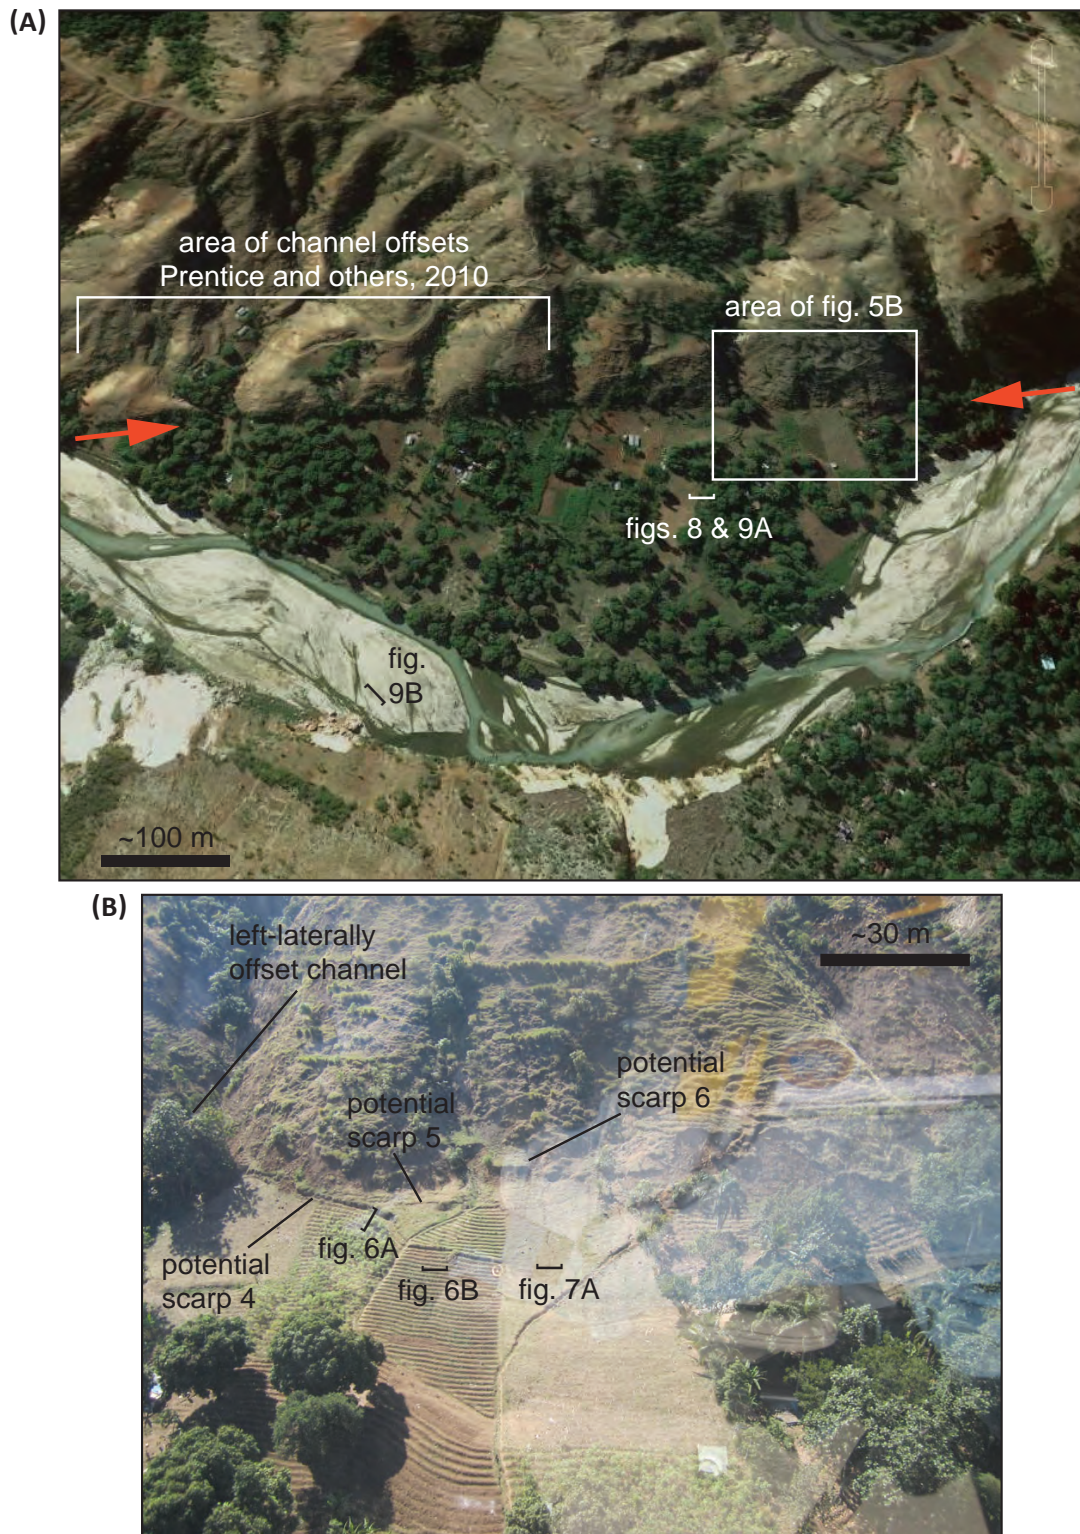 (A)
area of channel offsets
Prentice and others, 2010
area of fig. 5B
figs. 8 & 9A
fig.
9B
~100 m
(B)
left-laterally
offset channel
~30 m
potential
scarp 6
potential
scarp 5
fig. 6A
potential
scarp 4
fig. 6B
fig. 7A